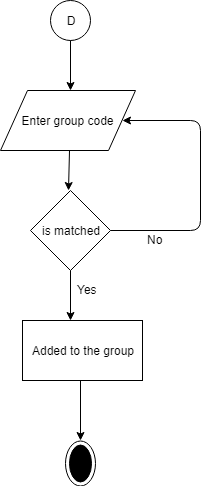 D
Enter group code
is matched
No
Yes
Added to the group